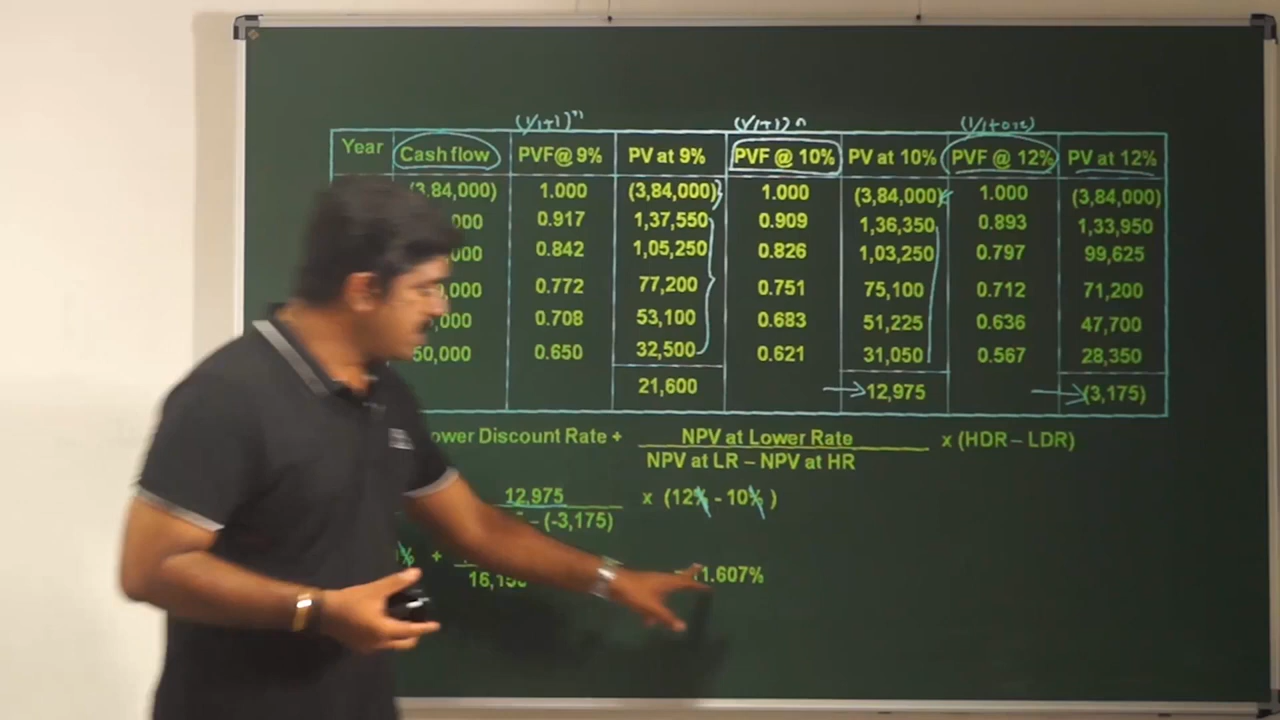 (1/1+1)ⁿ (1/1+1) n (1/1+0.12)
Year Cash flow PVF@ 9% PV at 9% PVF @ 10% PV at 10% PVF @ 12% PV at 12%
(3,84,000) 1.000 (3,84,000) 1.000 (3,84,000) 1.000 (3,84,000)
000 0.917 1,37,550 0.909 1,36,350 0.893 1,33,950
000 0.842 1,05,250 0.826 1,03,250 0.797 99,625
,000 0.772 77,200 0.751 75,100 0.712 71,200
,000 0.708 53,100 0.683 51,225 0.636 47,700
50,000 0.650 32,500 0.621 31,050 0.567 28,350
21,600 12,975 (3,175)
ower Discount Rate + NPV at Lower Rate x (HDR – LDR)
NPV at LR – NPV at HR
12,975 x (12% - 10% )
- (-3,175)
% + 1.607%
16,15